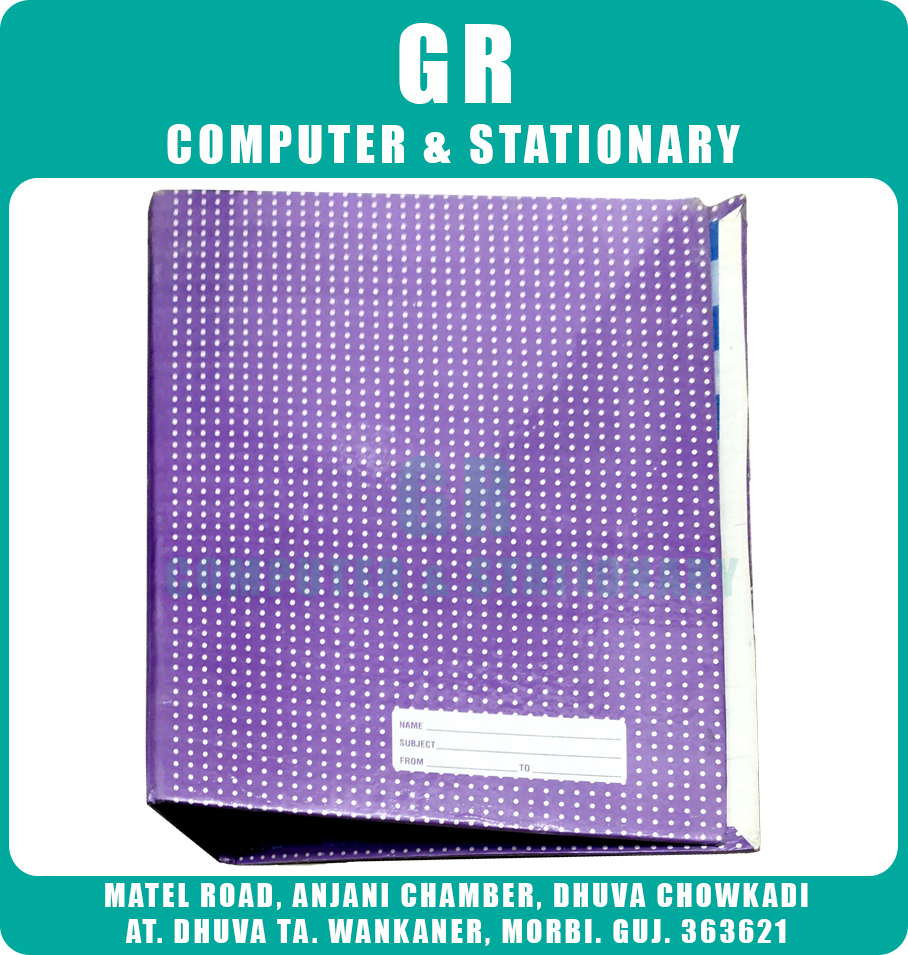 GR
COMPUTER & STATIONARY
GR
COMPUTER & STATIONARY
NAME
SUBJECT
FROM TO
MATEL ROAD, ANJANI CHAMBER, DHUVA CHOWKADI
AT. DHUVA TA. WANKANER, MORBI. GUJ. 363621